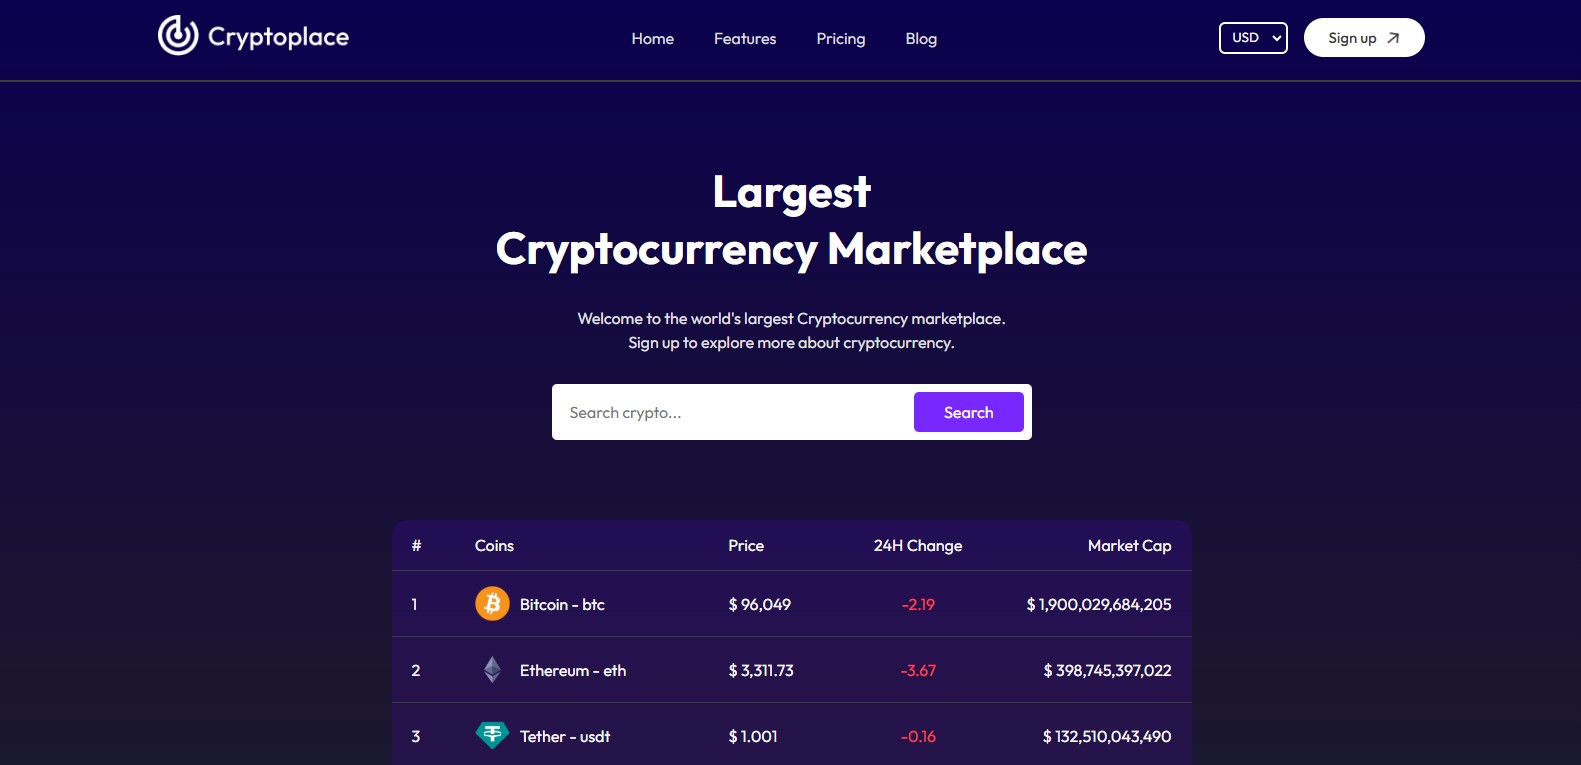 Cryptoplace Home Features Pricing Blog USD Sign up
Largest
Cryptocurrency Marketplace
Welcome to the world's largest Cryptocurrency marketplace.
Sign up to explore more about cryptocurrency.
Search crypto... Search
# Coins Price 24H Change Market Cap
1 Bitcoin - btc $ 96,049 -2.19 $ 1,900,029,684,205
2 Ethereum - eth $ 3,311.73 -3.67 $ 398,745,397,022
3 Tether - usdt $ 1.001 -0.16 $ 132,510,043,490